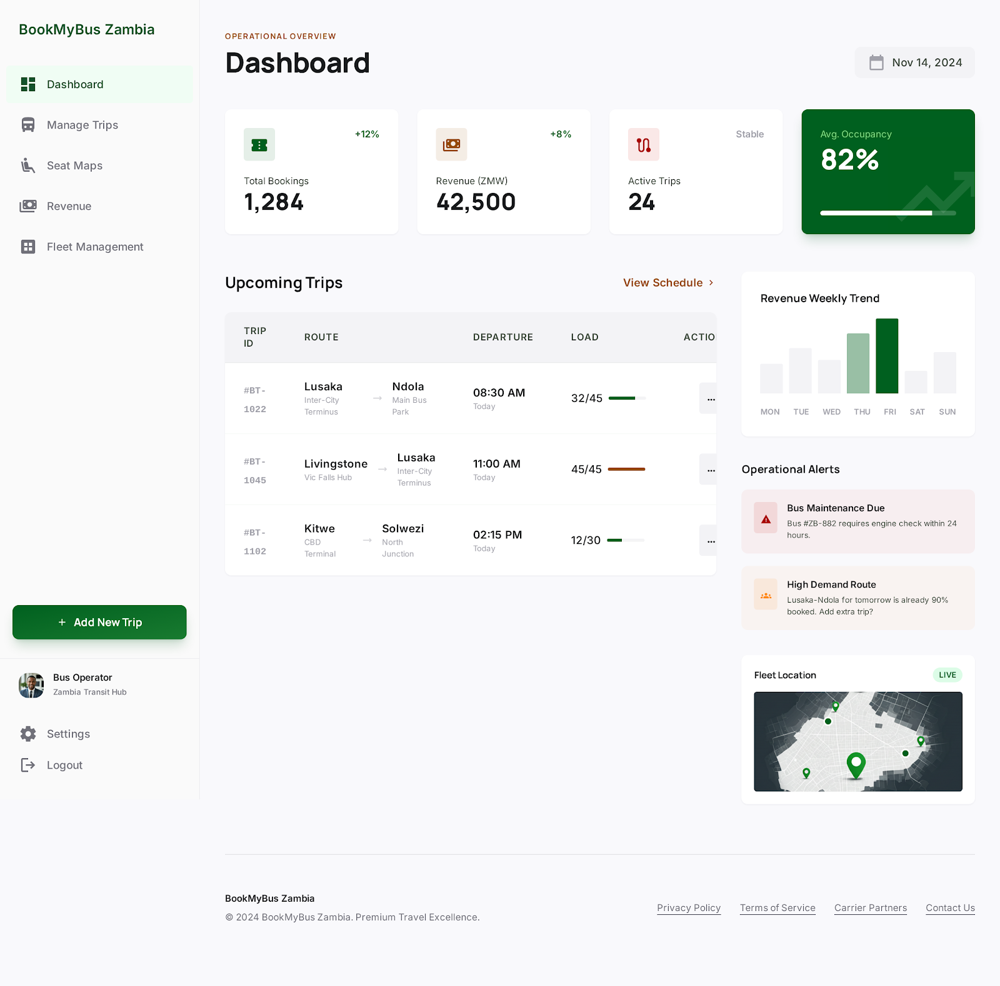 BookMyBus Zambia
Dashboard
Manage Trips
Seat Maps
Revenue
Fleet Management
+ Add New Trip
Bus Operator
Zambia Transit Hub
Settings
Logout
OPERATIONAL OVERVIEW
Dashboard
Nov 14, 2024
+12%
Total Bookings
1,284
+8%
Revenue (ZMW)
42,500
Stable
Active Trips
24
Avg. Occupancy
82%
Upcoming Trips
View Schedule
TRIP
ID
ROUTE
DEPARTURE
LOAD
ACTIO
#BT-
1022
Lusaka
Inter-City
Terminus
→
Ndola
Main Bus
Park
08:30 AM
Today
32/45
...
#BT-
1045
Livingstone
Vic Falls Hub
→
Lusaka
Inter-City
Terminus
11:00 AM
Today
45/45
...
#BT-
1102
Kitwe
CBD
Terminal
→
Solwezi
North
Junction
02:15 PM
Today
12/30
...
Revenue Weekly Trend
MON TUE WED THU FRI SAT SUN
Operational Alerts
Bus Maintenance Due
Bus #ZB-882 requires engine check within 24
hours.
High Demand Route
Lusaka-Ndola for tomorrow is already 90%
booked. Add extra trip?
Fleet Location
LIVE
BookMyBus Zambia
© 2024 BookMyBus Zambia. Premium Travel Excellence.
Privacy Policy
Terms of Service
Carrier Partners
Contact Us